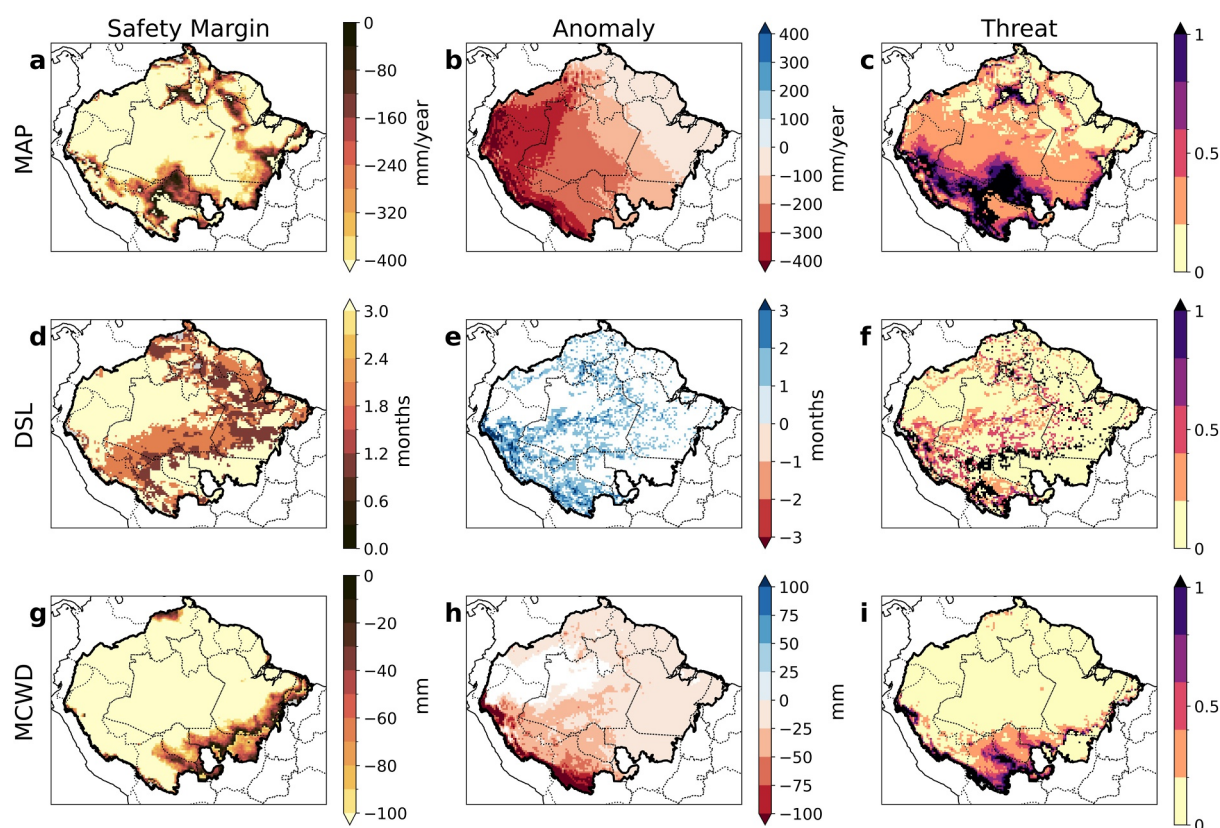 Safety Margin
Anomaly
Threat
a
b
c
MAP
0
−80
−160
−240
−320
−400
mm/year
400
300
200
100
0
−100
−200
−300
−400
mm/year
1
0.5
0
d
e
f
DSL
3.0
2.4
1.8
1.2
0.6
0.0
months
3
2
1
0
−1
−2
−3
months
1
0.5
0
g
h
i
MCWD
0
−20
−40
−60
−80
−100
mm
100
75
50
25
0
−25
−50
−75
−100
mm
1
0.5
0